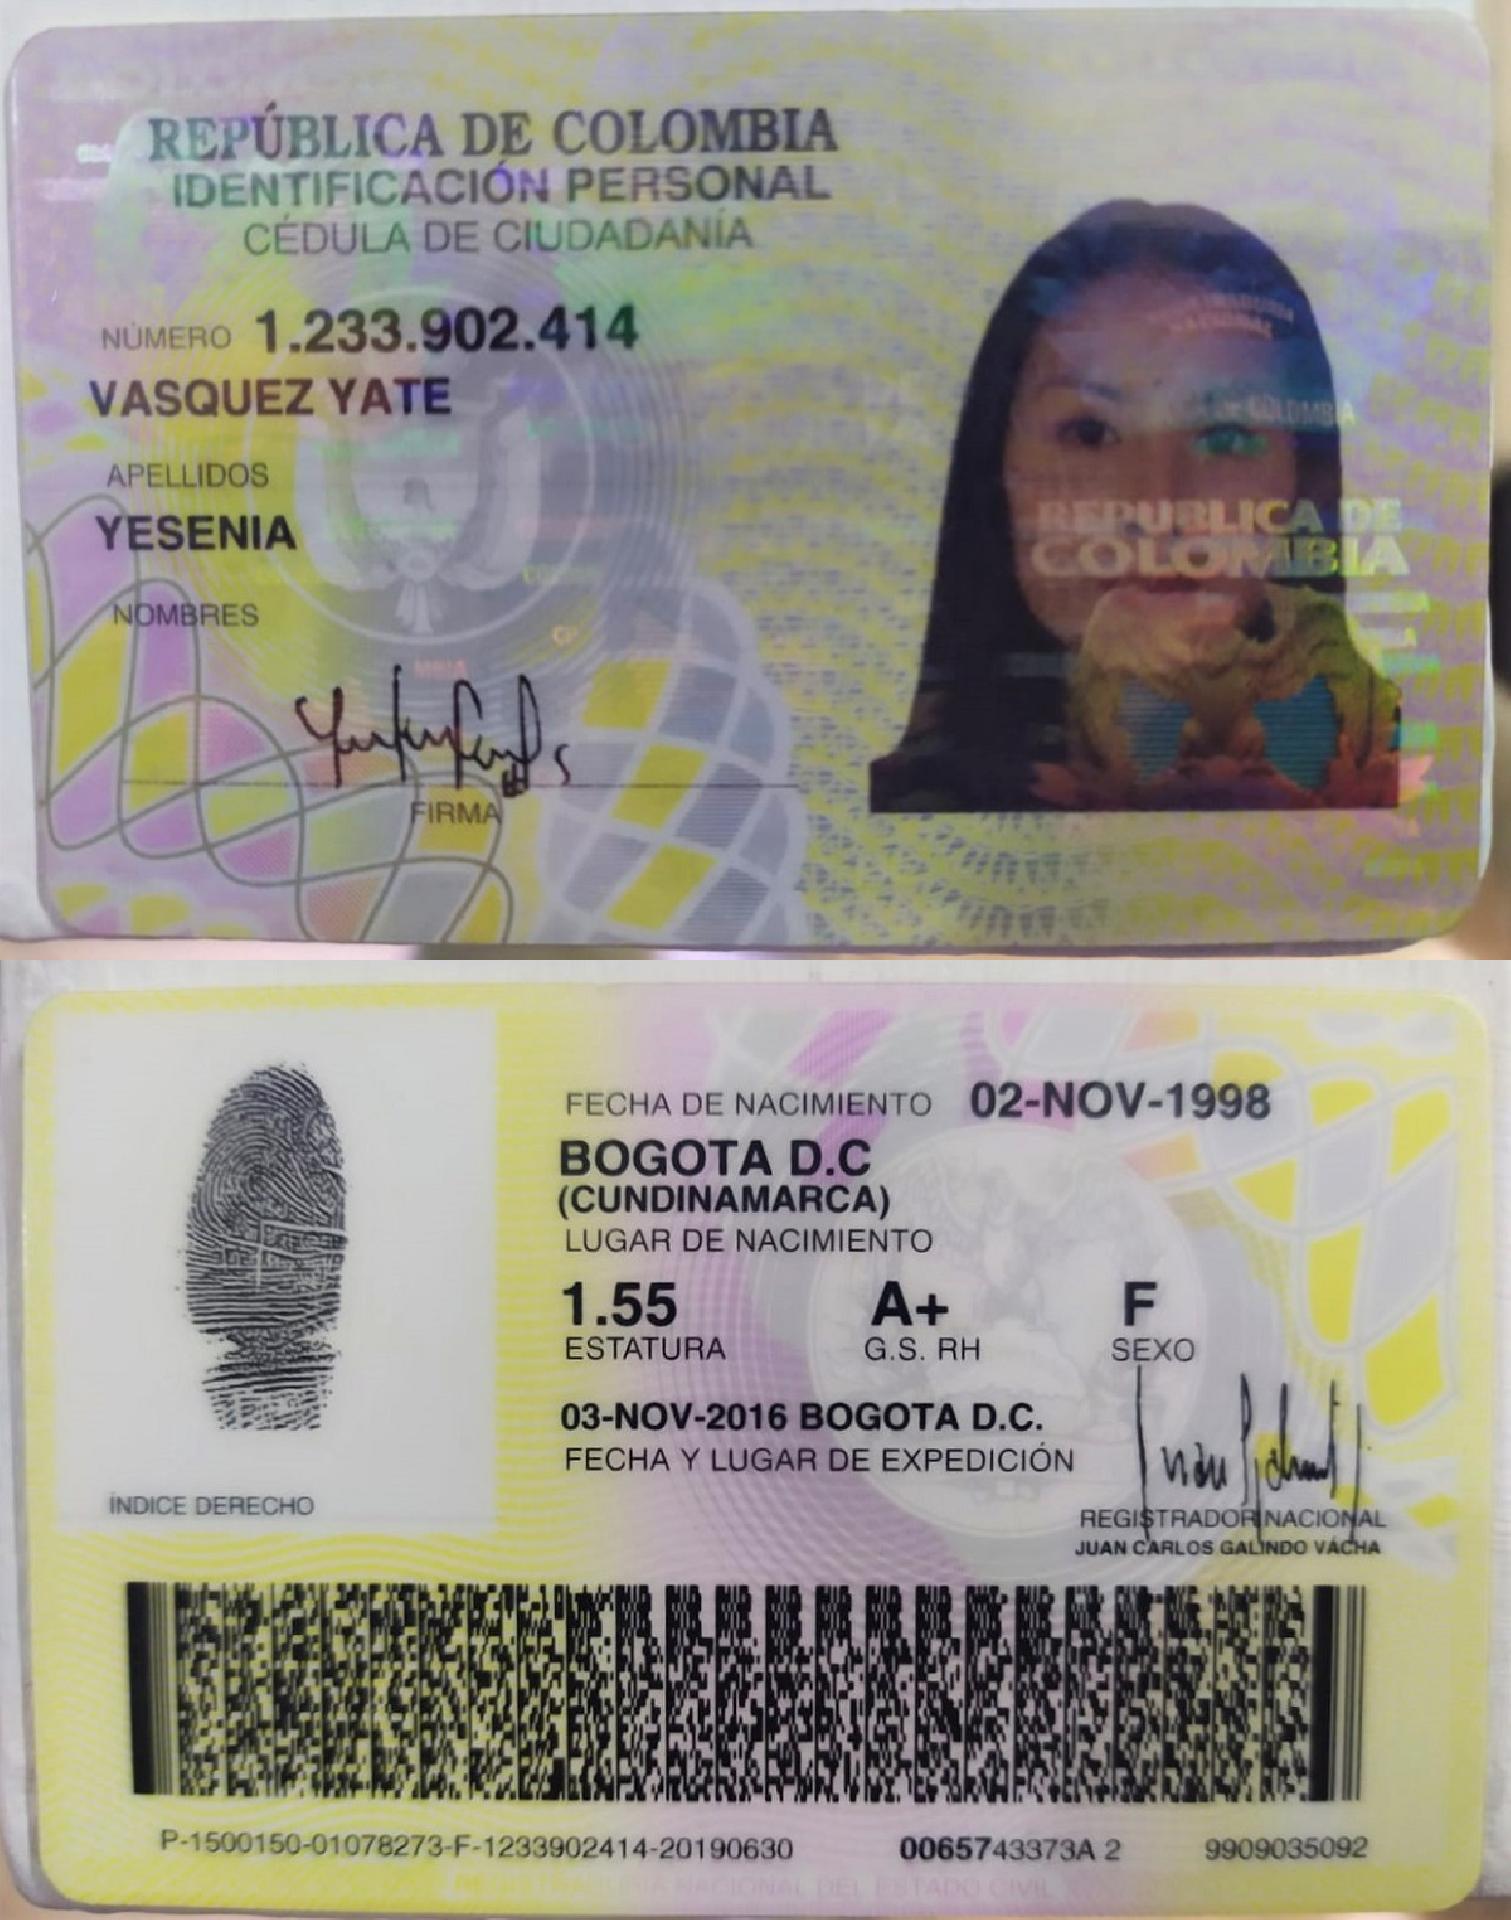 REPÚBLICA DE COLOMBIA
IDENTIFICACIÓN PERSONAL
CÉDULA DE CIUDADANÍA
NÚMERO 1.233.902.414
VASQUEZ YATE
APELLIDOS
YESENIA
NOMBRES
FIRMA
REPUBLICA DE
COLOMBIA
FECHA DE NACIMIENTO 02-NOV-1998
BOGOTA D.C
(CUNDINAMARCA)
LUGAR DE NACIMIENTO
1.55 A+ F
ESTATURA G.S. RH SEXO
03-NOV-2016 BOGOTA D.C.
FECHA Y LUGAR DE EXPEDICIÓN
ÍNDICE DERECHO
REGISTRADOR NACIONAL
JUAN CARLOS GALINDO VÁCHA
P-1500150-01078273-F-1233902414-20190630 0065743373A 2 9909035092
REGISTRADURIA NACIONAL DEL ESTADO CIVIL